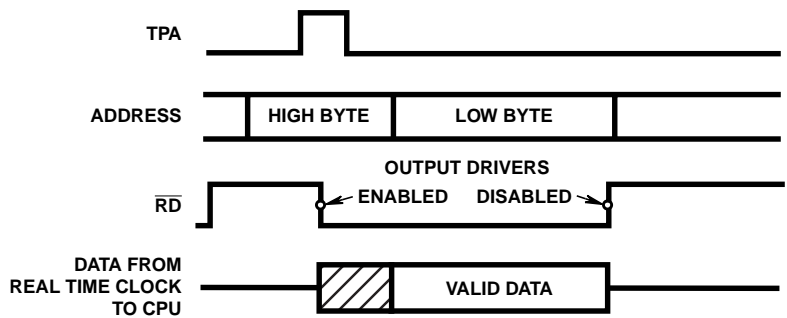 TPA
ADDRESS
HIGH BYTE
LOW BYTE
OUTPUT DRIVERS
RD
ENABLED
DISABLED
DATA FROM
REAL TIME CLOCK
TO CPU
VALID DATA